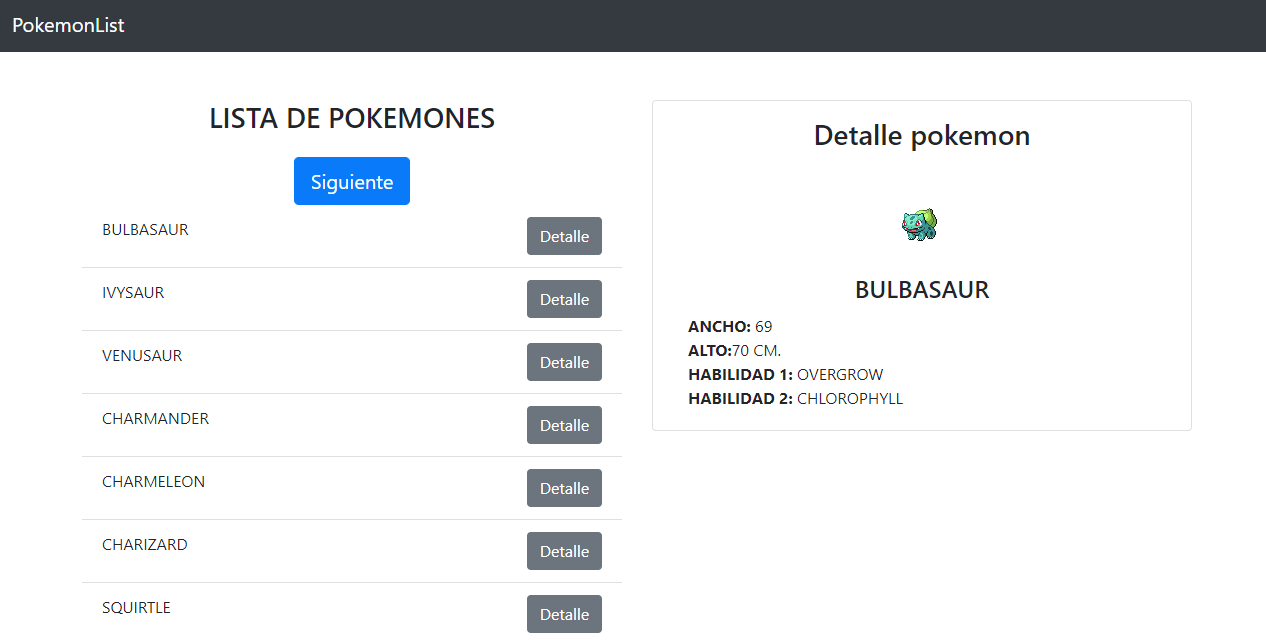 PokemonList
LISTA DE POKEMONES
Siguiente
BULBASAUR Detalle
IVYSAUR Detalle
VENUSAUR Detalle
CHARMANDER Detalle
CHARMELEON Detalle
CHARIZARD Detalle
SQUIRTLE Detalle
Detalle pokemon
BULBASAUR
ANCHO: 69
ALTO:70 CM.
HABILIDAD 1: OVERGROW
HABILIDAD 2: CHLOROPHYLL